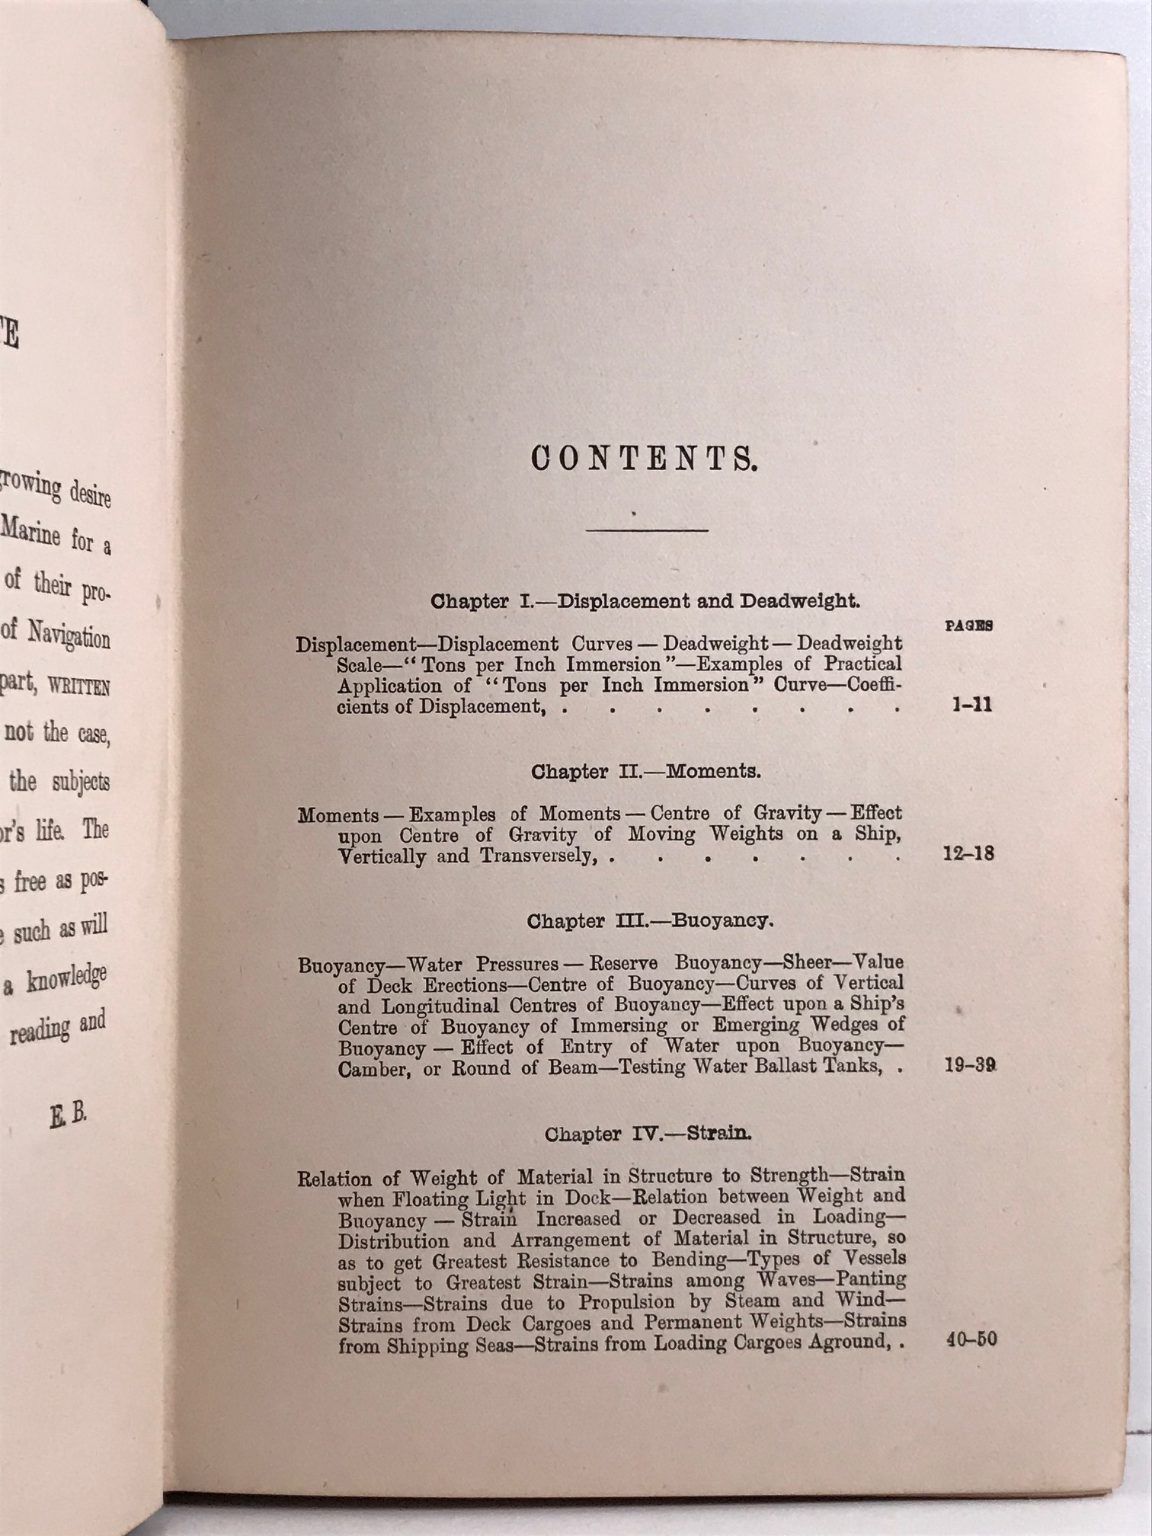 TE
growing desire
Marine for a
of their pro-
of Navigation
part, WRITTEN
not the case,
the subjects
or's life. The
s free as pos-
e such as will
a knowledge
reading and
E. B.
CONTENTS.
Chapter I.—Displacement and Deadweight.
PAGES
Displacement—Displacement Curves — Deadweight — Deadweight
Scale—“Tons per Inch Immersion”—Examples of Practical
Application of “Tons per Inch Immersion” Curve—Coeffi-
cients of Displacement, . . . . . . . . 1–11
Chapter II.—Moments.
Moments — Examples of Moments — Centre of Gravity — Effect
upon Centre of Gravity of Moving Weights on a Ship,
Vertically and Transversely, . . . . . . . 12–18
Chapter III.—Buoyancy.
Buoyancy—Water Pressures — Reserve Buoyancy—Sheer—Value
of Deck Erections—Centre of Buoyancy—Curves of Vertical
and Longitudinal Centres of Buoyancy—Effect upon a Ship's
Centre of Buoyancy of Immersing or Emerging Wedges of
Buoyancy — Effect of Entry of Water upon Buoyancy—
Camber, or Round of Beam—Testing Water Ballast Tanks, . 19–39
Chapter IV.—Strain.
Relation of Weight of Material in Structure to Strength—Strain
when Floating Light in Dock—Relation between Weight and
Buoyancy — Strain Increased or Decreased in Loading—
Distribution and Arrangement of Material in Structure, so
as to get Greatest Resistance to Bending—Types of Vessels
subject to Greatest Strain—Strains among Waves—Panting
Strains—Strains due to Propulsion by Steam and Wind—
Strains from Deck Cargoes and Permanent Weights—Strains
from Shipping Seas—Strains from Loading Cargoes Aground, . 40–50